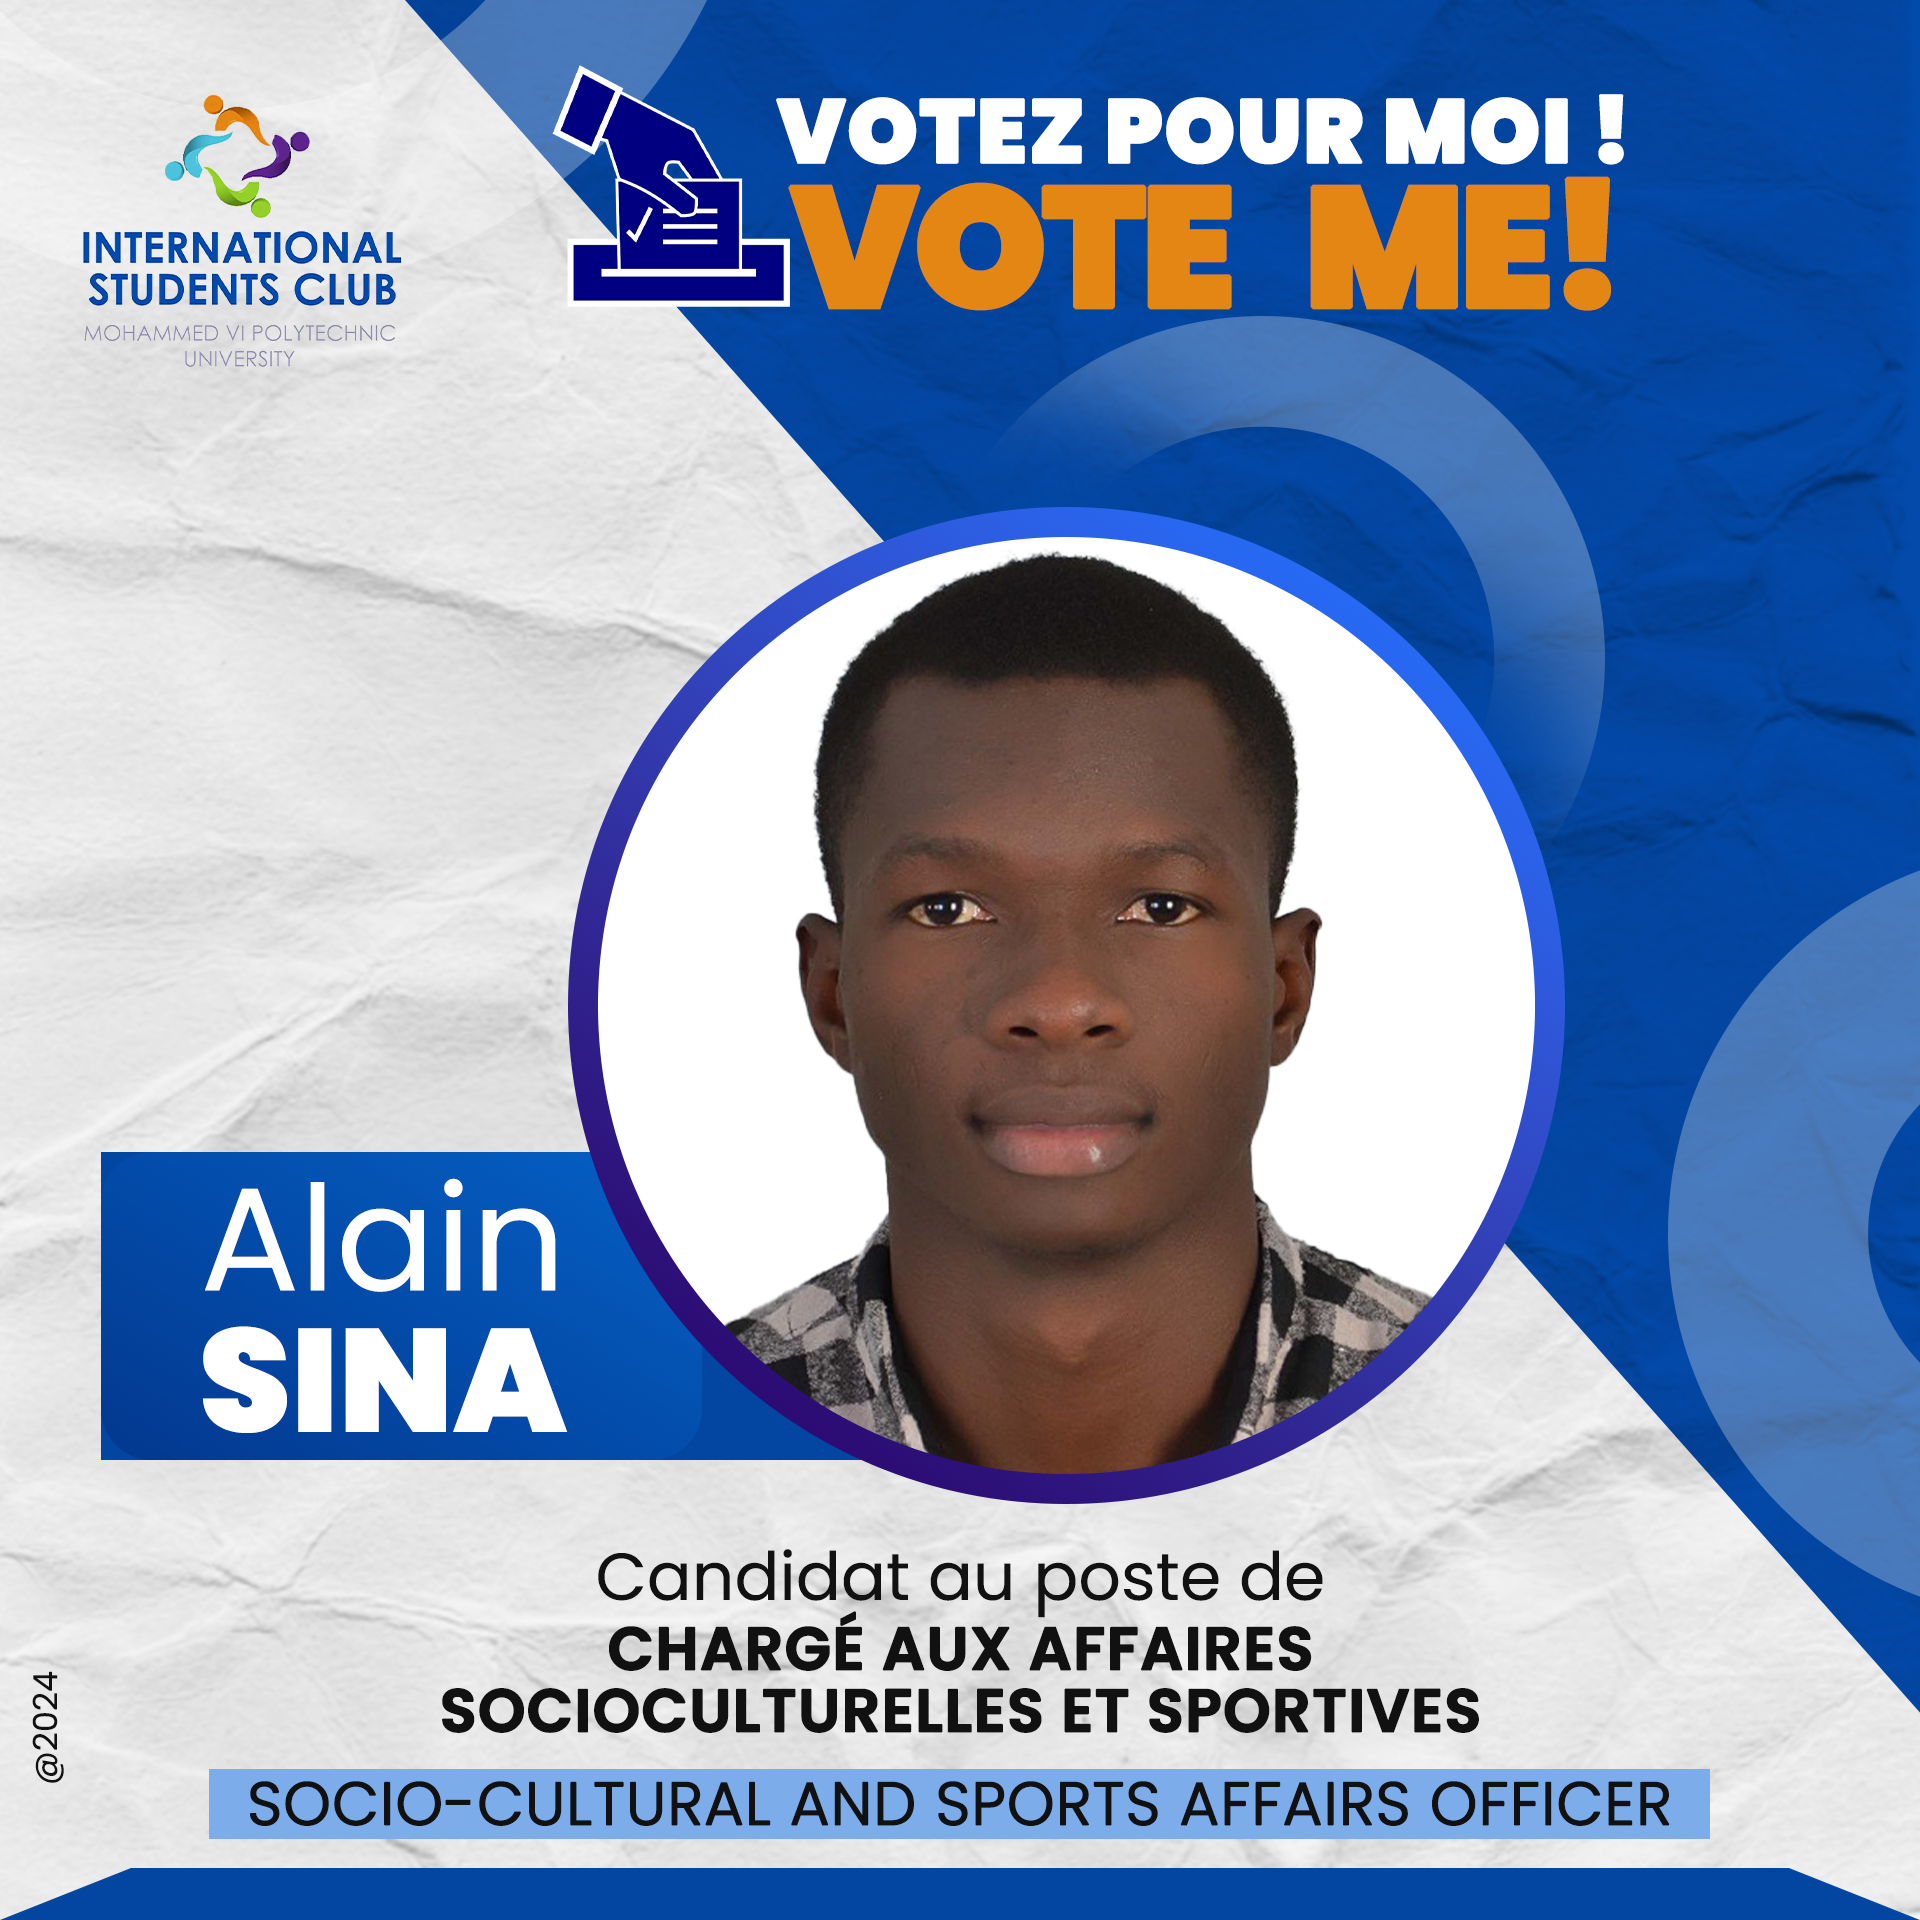 INTERNATIONAL
STUDENTS CLUB
MOHAMMED VI POLYTECHNIC
UNIVERSITY
VOTEZ POUR MOI !
VOTE ME!
Alain
SINA
Candidat au poste de
CHARGÉ AUX AFFAIRES
SOCIOCULTURELLES ET SPORTIVES
SOCIO-CULTURAL AND SPORTS AFFAIRS OFFICER
@2024